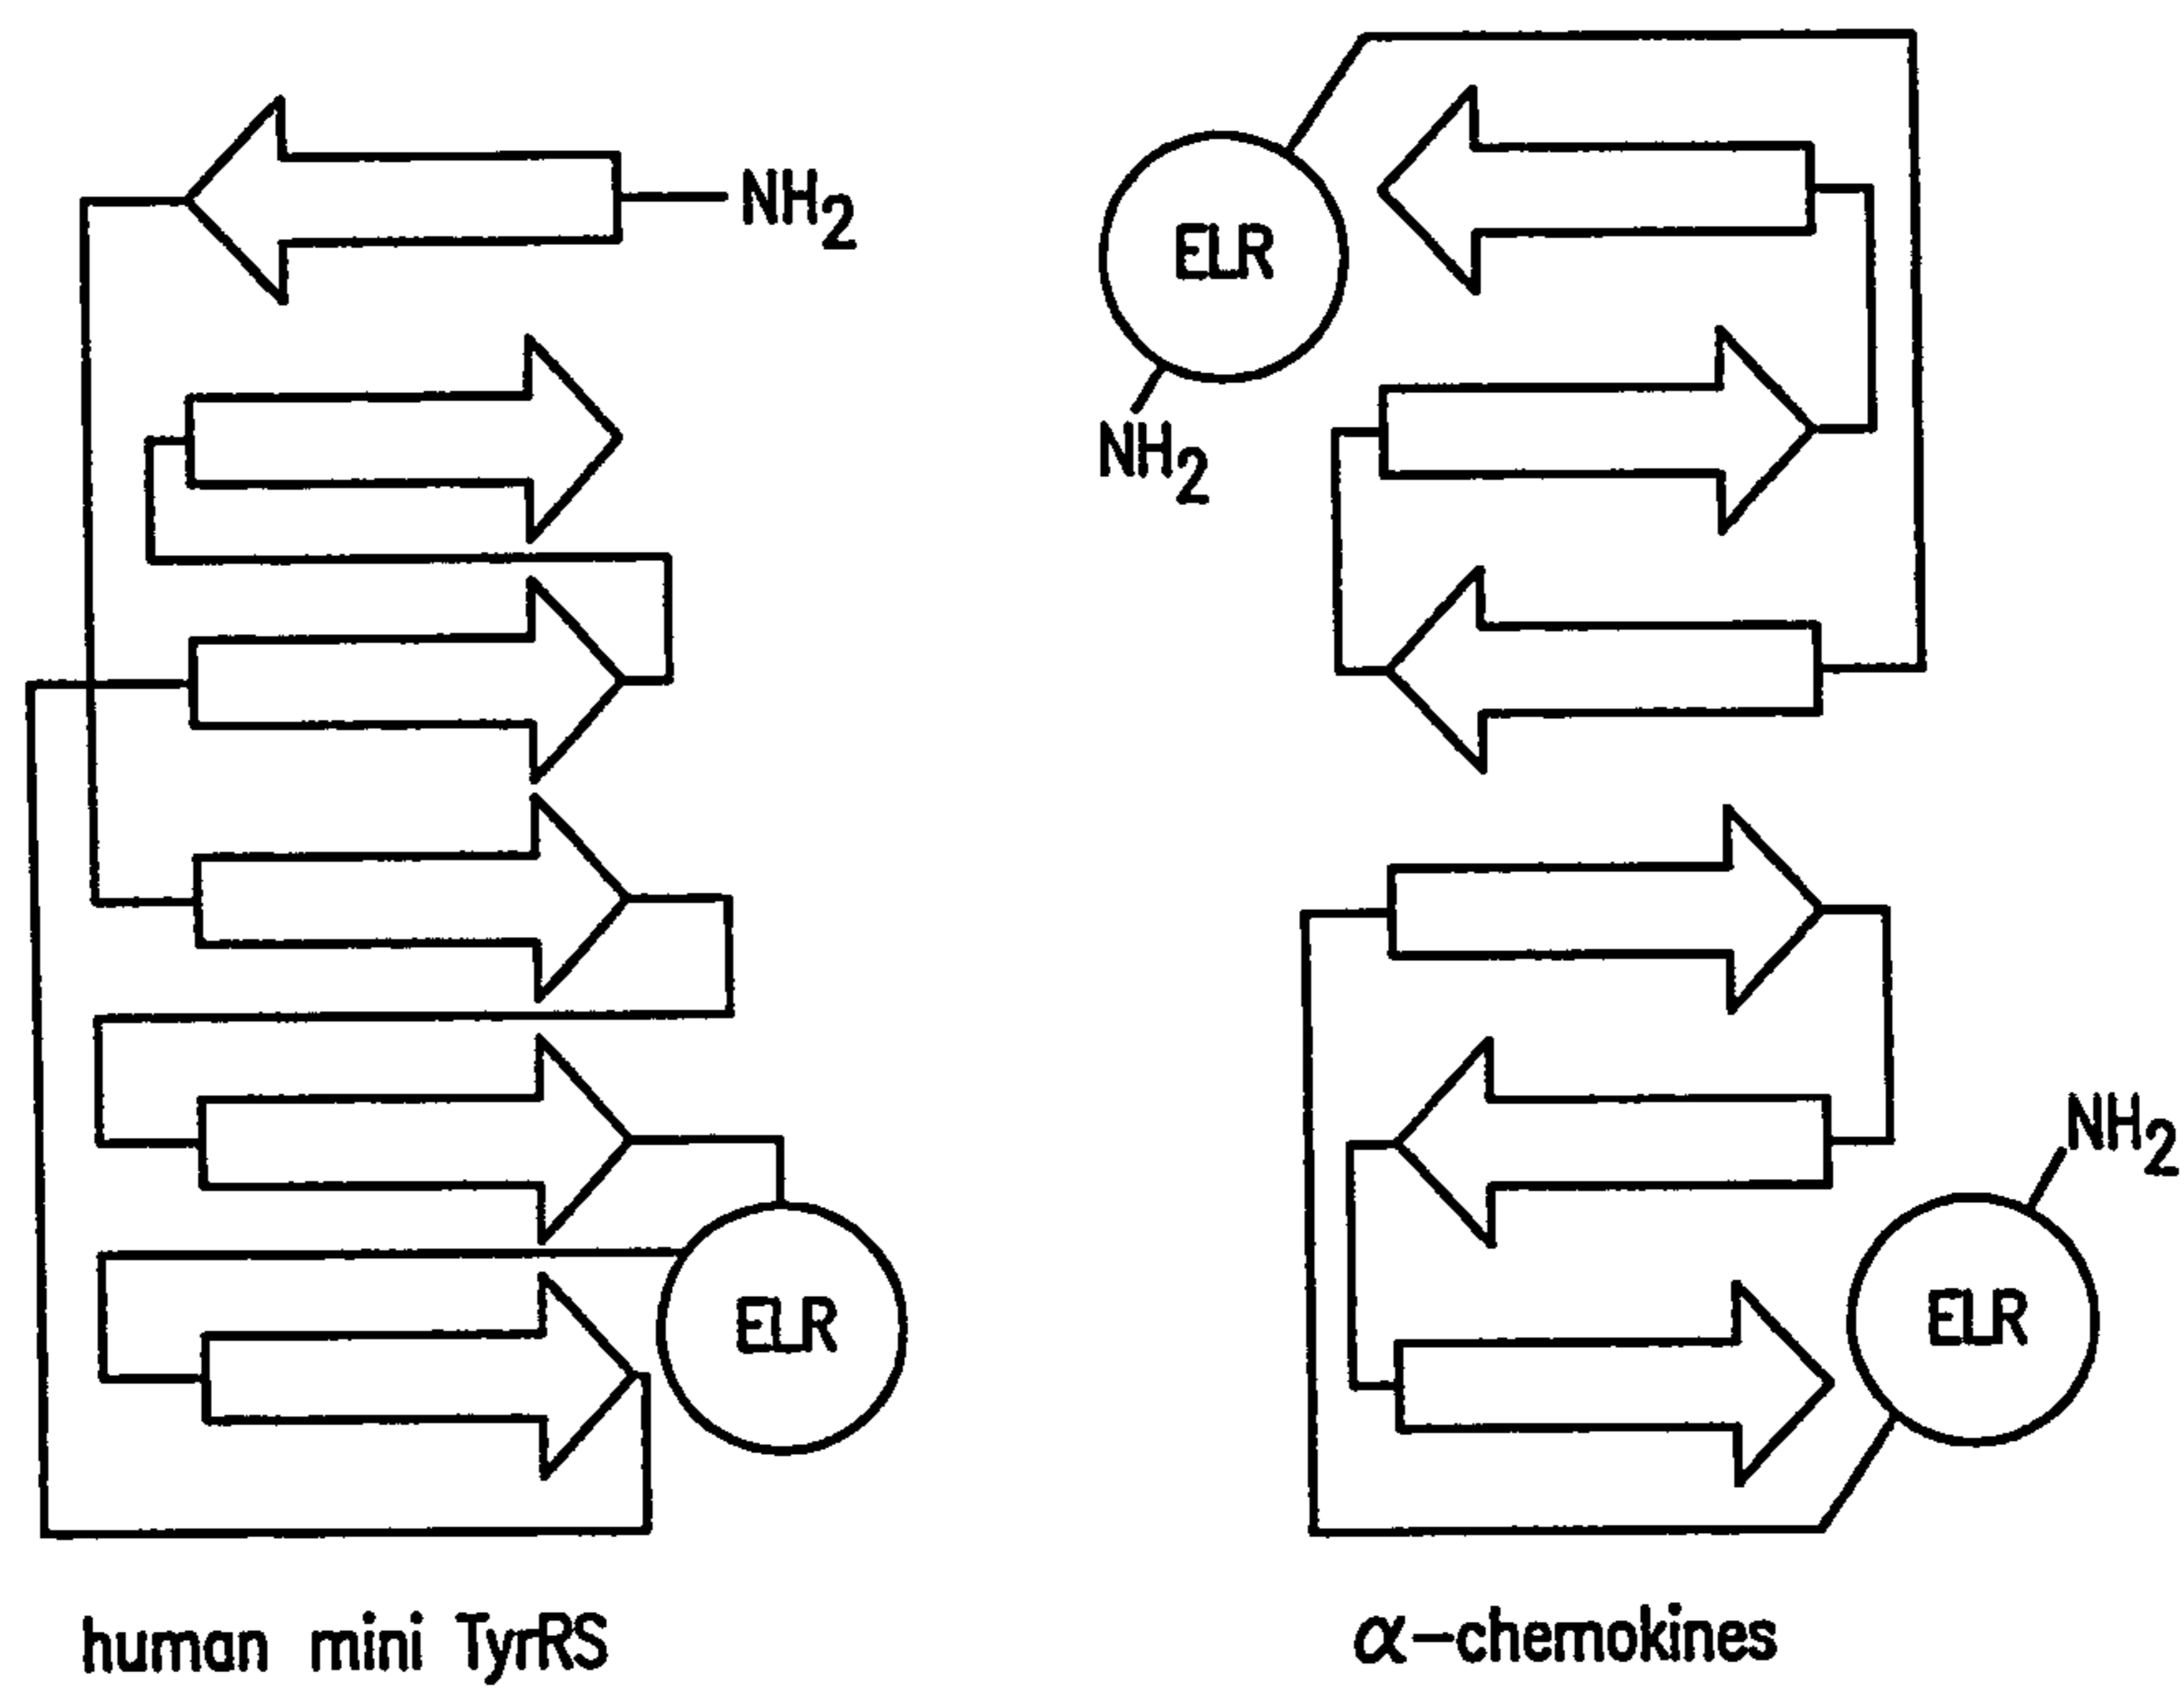 NH2
ELR
NH2
NH2
ELR
ELR
human mini TyrRS
α-chemokines